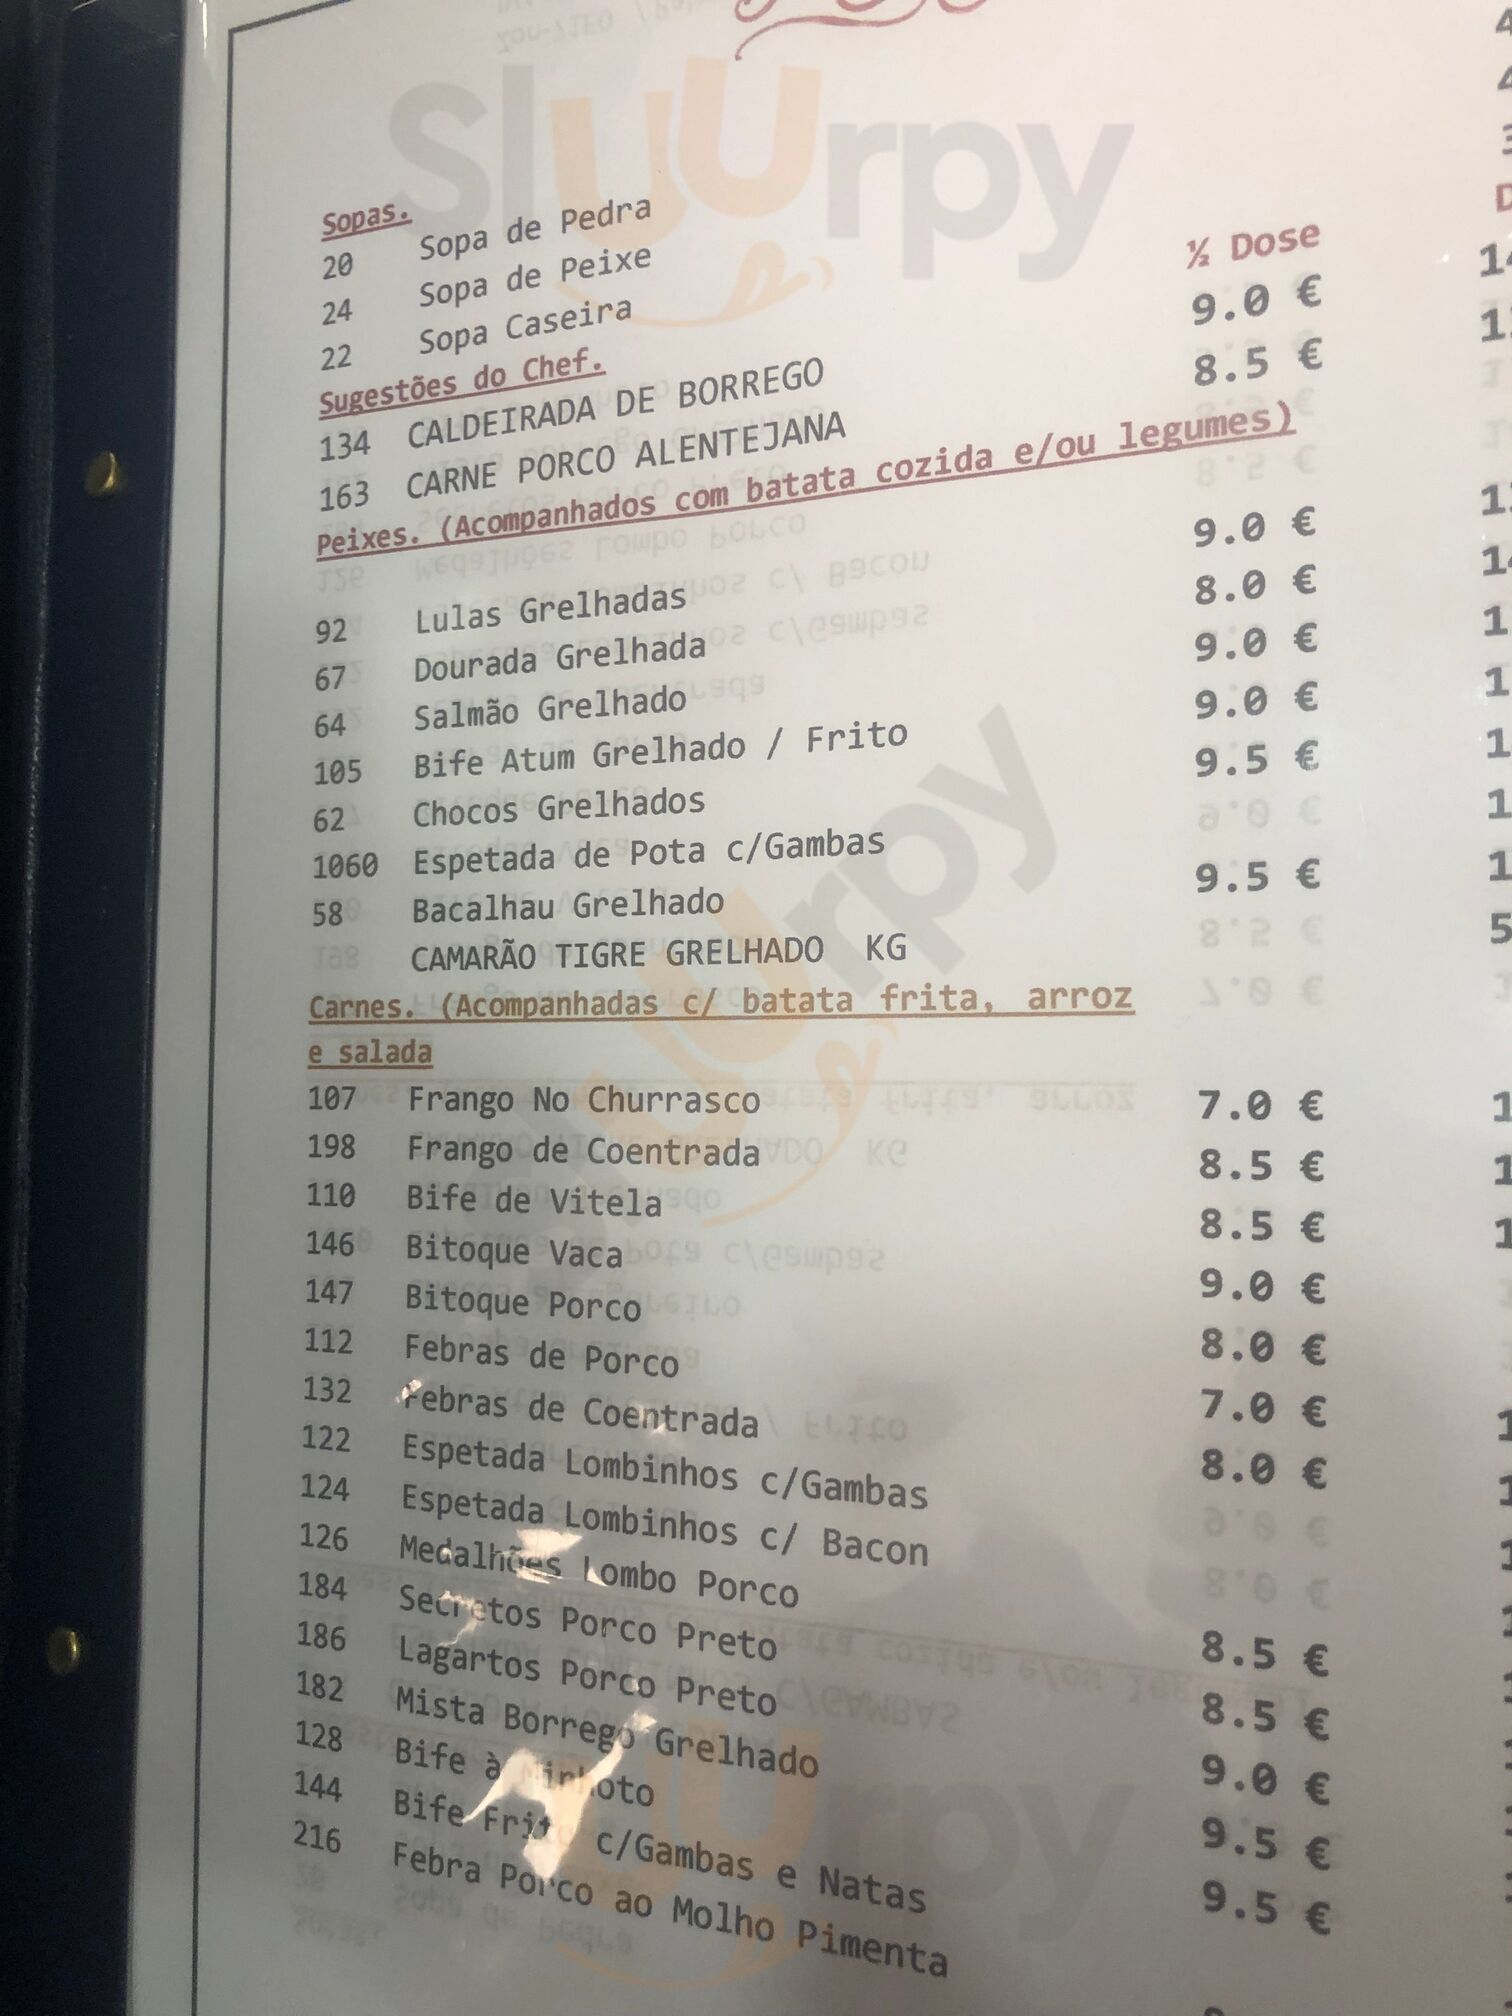 Sluurpy
Sopas.
20 Sopa de Pedra
24 Sopa de Peixe
22 Sopa Caseira
½ Dose
Sugestões do Chef.
134 CALDEIRADA DE BORREGO 9.0 €
163 CARNE PORCO ALENTEJANA 8.5 €
Peixes. (Acompanhados com batata cozida e/ou legumes)
92 Lulas Grelhadas 9.0 €
67 Dourada Grelhada 8.0 €
64 Salmão Grelhado 9.0 €
105 Bife Atum Grelhado / Frito 9.0 €
62 Chocos Grelhados 9.5 €
1060 Espetada de Pota c/Gambas
58 Bacalhau Grelhado 9.5 €
CAMARÃO TIGRE GRELHADO KG
Carnes. (Acompanhadas c/ batata frita, arroz
e salada
107 Frango No Churrasco 7.0 €
198 Frango de Coentrada 8.5 €
110 Bife de Vitela 8.5 €
146 Bitoque Vaca 9.0 €
147 Bitoque Porco 8.0 €
112 Febras de Porco 7.0 €
132 Febras de Coentrada 8.0 €
122 Espetada Lombinhos c/Gambas
124 Espetada Lombinhos c/ Bacon
126 Medalhões Lombo Porco 8.5 €
184 Secretos Porco Preto 8.5 €
186 Lagartos Porco Preto 9.0 €
182 Mista Borrego Grelhado 9.5 €
128 Bife à Minhoto 9.5 €
144 Bife Frito c/Gambas e Natas
216 Febra Porco ao Molho Pimenta